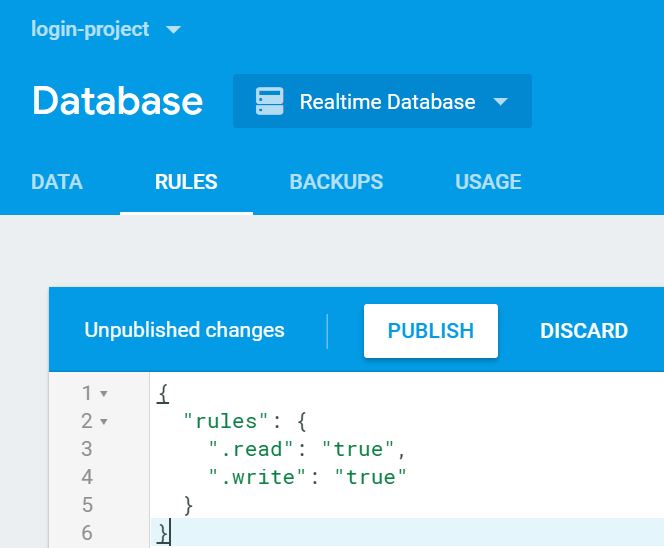 login-project
Database Realtime Database
DATA RULES BACKUPS USAGE
Unpublished changes PUBLISH DISCARD
1 {
2 "rules": {
3 ".read": "true",
4 ".write": "true"
5 }
6 }